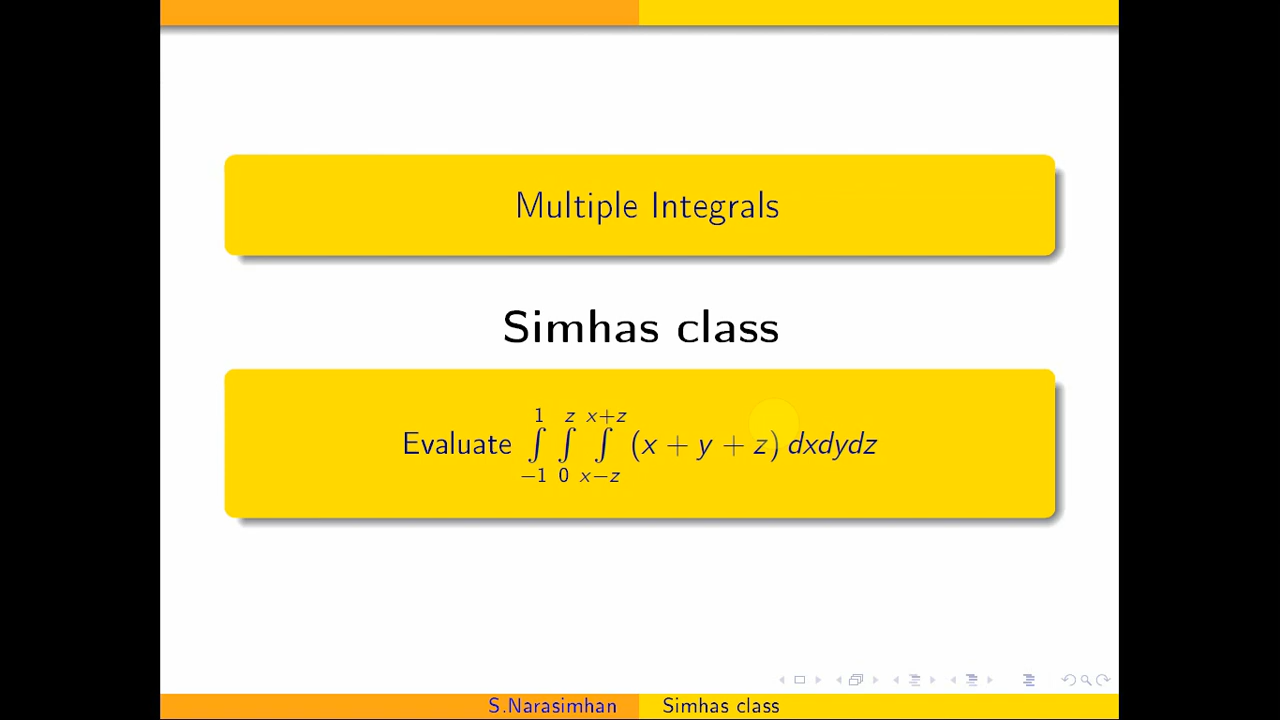 Multiple Integrals
Simhas class
Evaluate ∫_{−1}^{1} ∫_{0}^{z} ∫_{x−z}^{x+z} (x + y + z) dxdydz
S.Narasimhan Simhas class